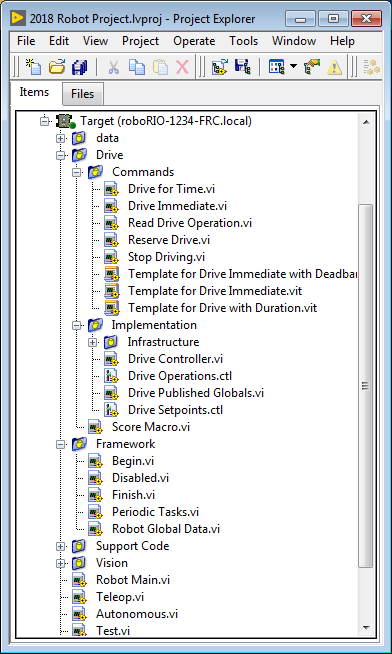 2018 Robot Project.lvproj - Project Explorer
File Edit View Project Operate Tools Window Help
Items Files
Target (roboRIO-1234-FRC.local)
data
Drive
Commands
Drive for Time.vi
Drive Immediate.vi
Read Drive Operation.vi
Reserve Drive.vi
Stop Driving.vi
Template for Drive Immediate with Deadba
Template for Drive Immediate.vit
Template for Drive with Duration.vit
Implementation
Infrastructure
Drive Controller.vi
Drive Operations.ctl
Drive Published Globals.vi
Drive Setpoints.ctl
Score Macro.vi
Framework
Begin.vi
Disabled.vi
Finish.vi
Periodic Tasks.vi
Robot Global Data.vi
Support Code
Vision
Robot Main.vi
Teleop.vi
Autonomous.vi
Test.vi